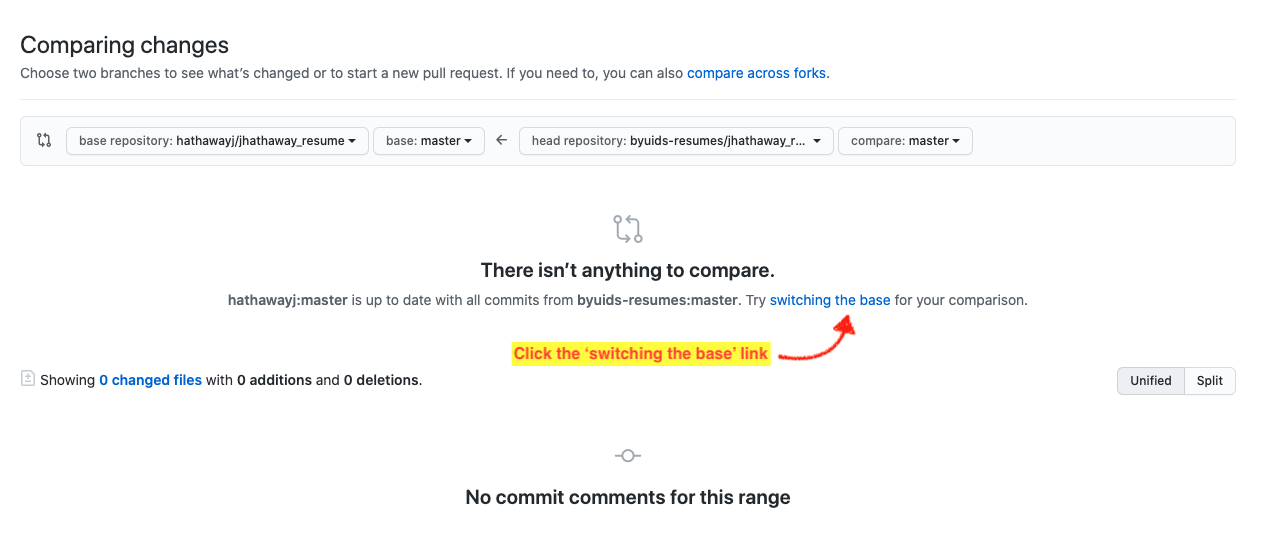 Comparing changes
Choose two branches to see what's changed or to start a new pull request. If you need to, you can also compare across forks.
base repository: hathawayj/jhathaway_resume base: master ← head repository: byuids-resumes/jhathaway_r... compare: master
There isn't anything to compare.
hathawayj:master is up to date with all commits from byuids-resumes:master. Try switching the base for your comparison.
Click the 'switching the base' link
Showing 0 changed files with 0 additions and 0 deletions. Unified Split
No commit comments for this range